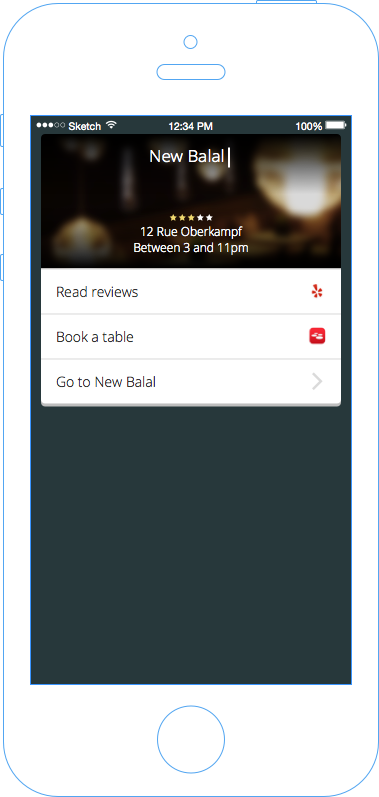 Sketch 12:34 PM 100%
New Balal
12 Rue Oberkampf
Between 3 and 11pm
Read reviews
Book a table
Go to New Balal